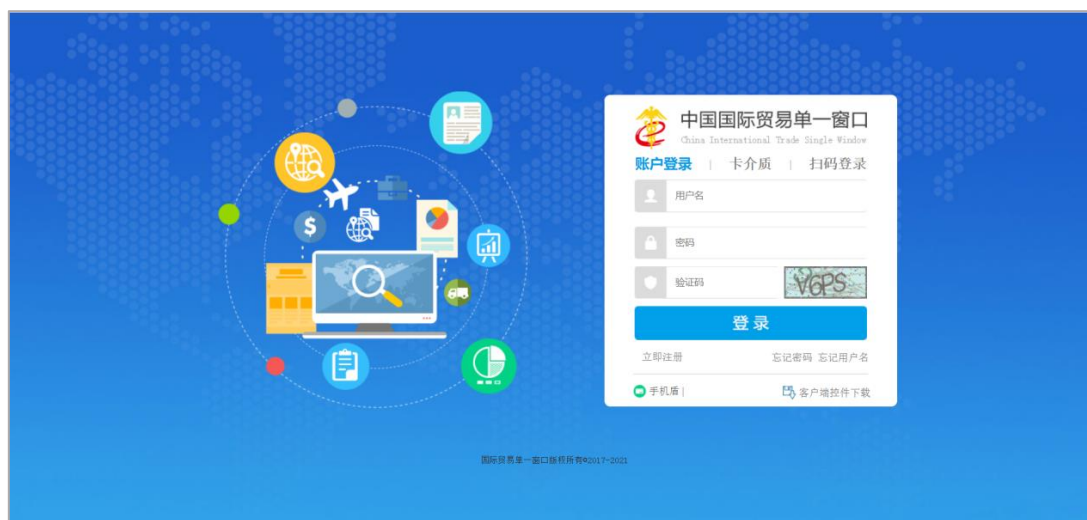 中国国际贸易单一窗口
China International Trade Single Window
账户登录 | 卡介质 | 扫码登录
用户名
密码
验证码 V6PS
登录
立即注册 忘记密码 忘记用户名
手机盾 | 客户端控件下载
国际贸易单一窗口版权所有©2017-2021